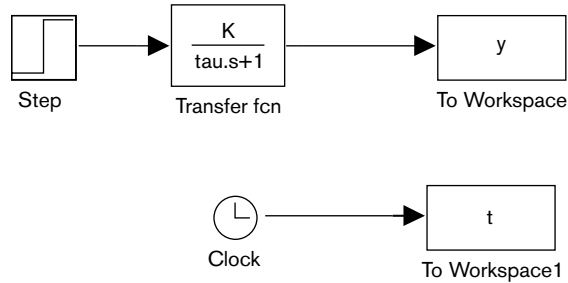 K
tau.s+1
y
Step
Transfer fcn
To Workspace
t
Clock
To Workspace1